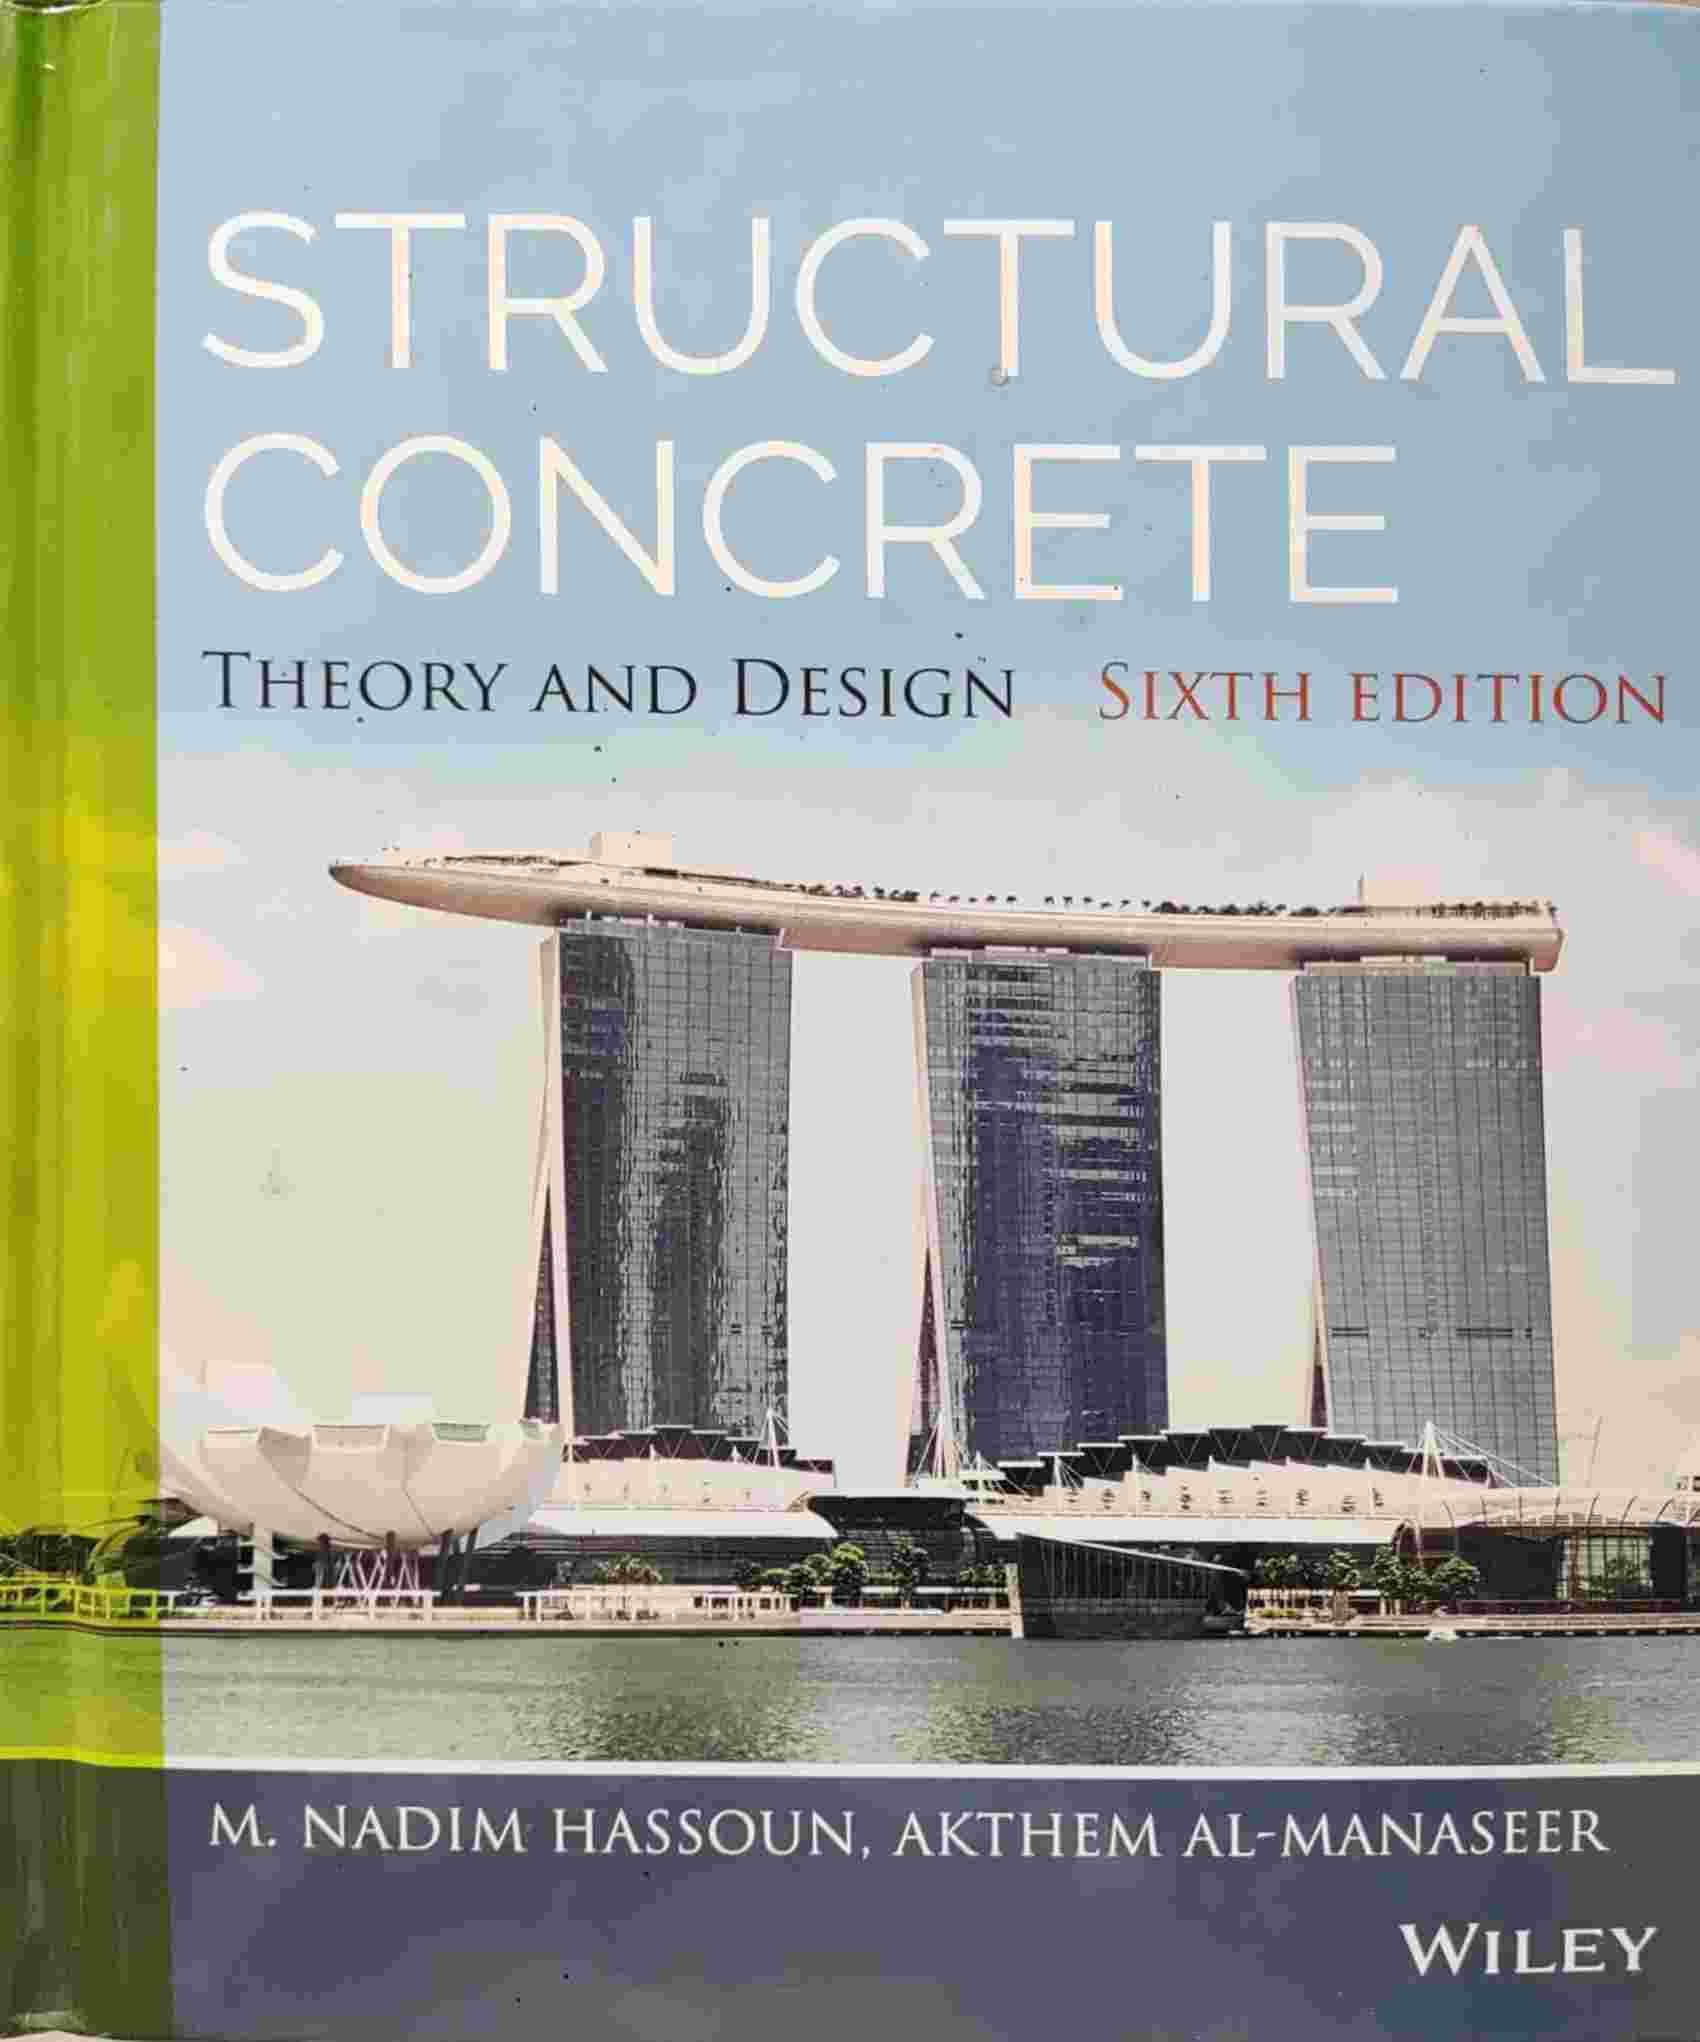 STRUCTURAL
CONCRETE
THEORY AND DESIGN SIXTH EDITION
M. NADIM HASSOUN, AKTHEM AL-MANASEER
WILEY